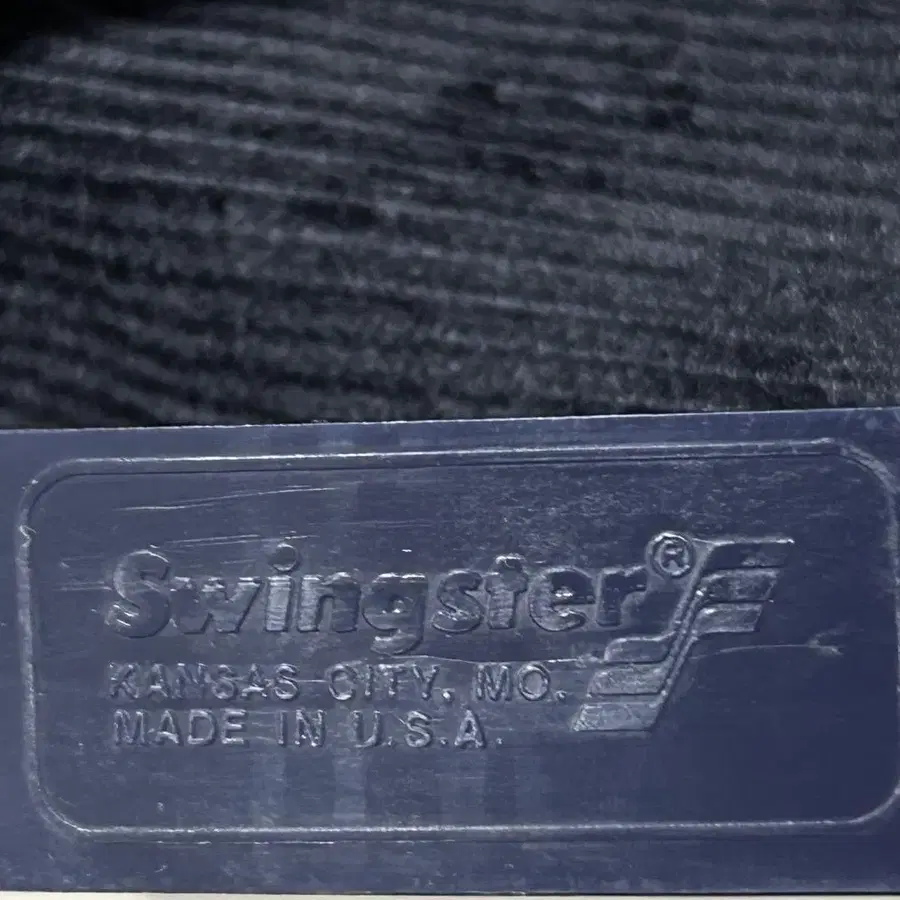 Swingster®
KANSAS CITY, MO.
MADE IN U.S.A.